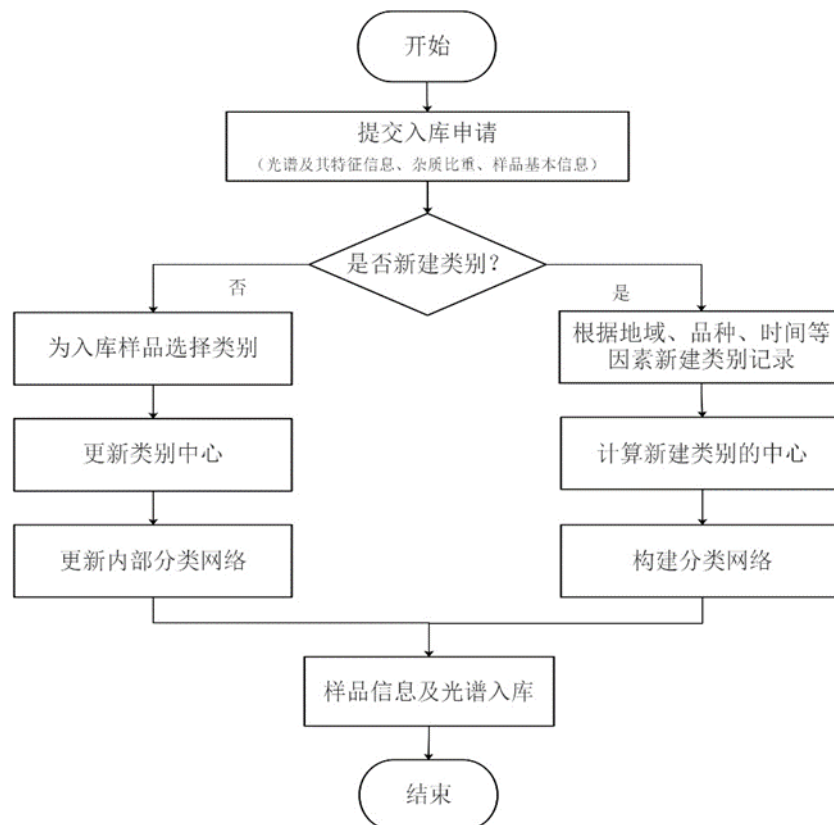 开始
提交入库申请
（光谱及其特征信息、杂质比重、样品基本信息）
是否新建类别？
否
是
为入库样品选择类别
根据地域、品种、时间等
因素新建类别记录
更新类别中心
计算新建类别的中心
更新内部分类网络
构建分类网络
样品信息及光谱入库
结束